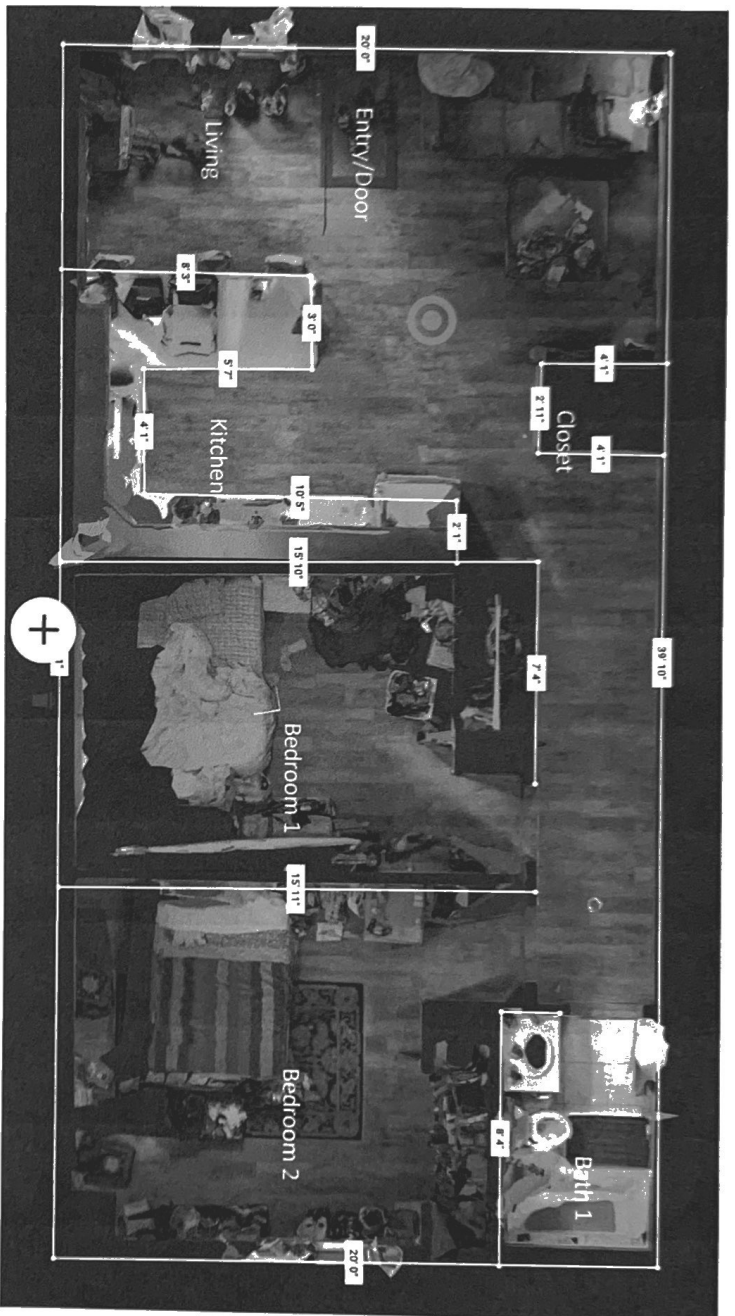 20' 0"
Entry/Door
Living
8' 3"
3' 0"
5' 7"
4' 1"
2' 11"
4' 1"
Closet
4' 1"
Kitchen
10' 5"
2' 1"
15' 10"
39' 10"
7' 4"
1"
Bedroom 1
15' 11"
Bedroom 2
8' 4"
Bath 1
20' 0"